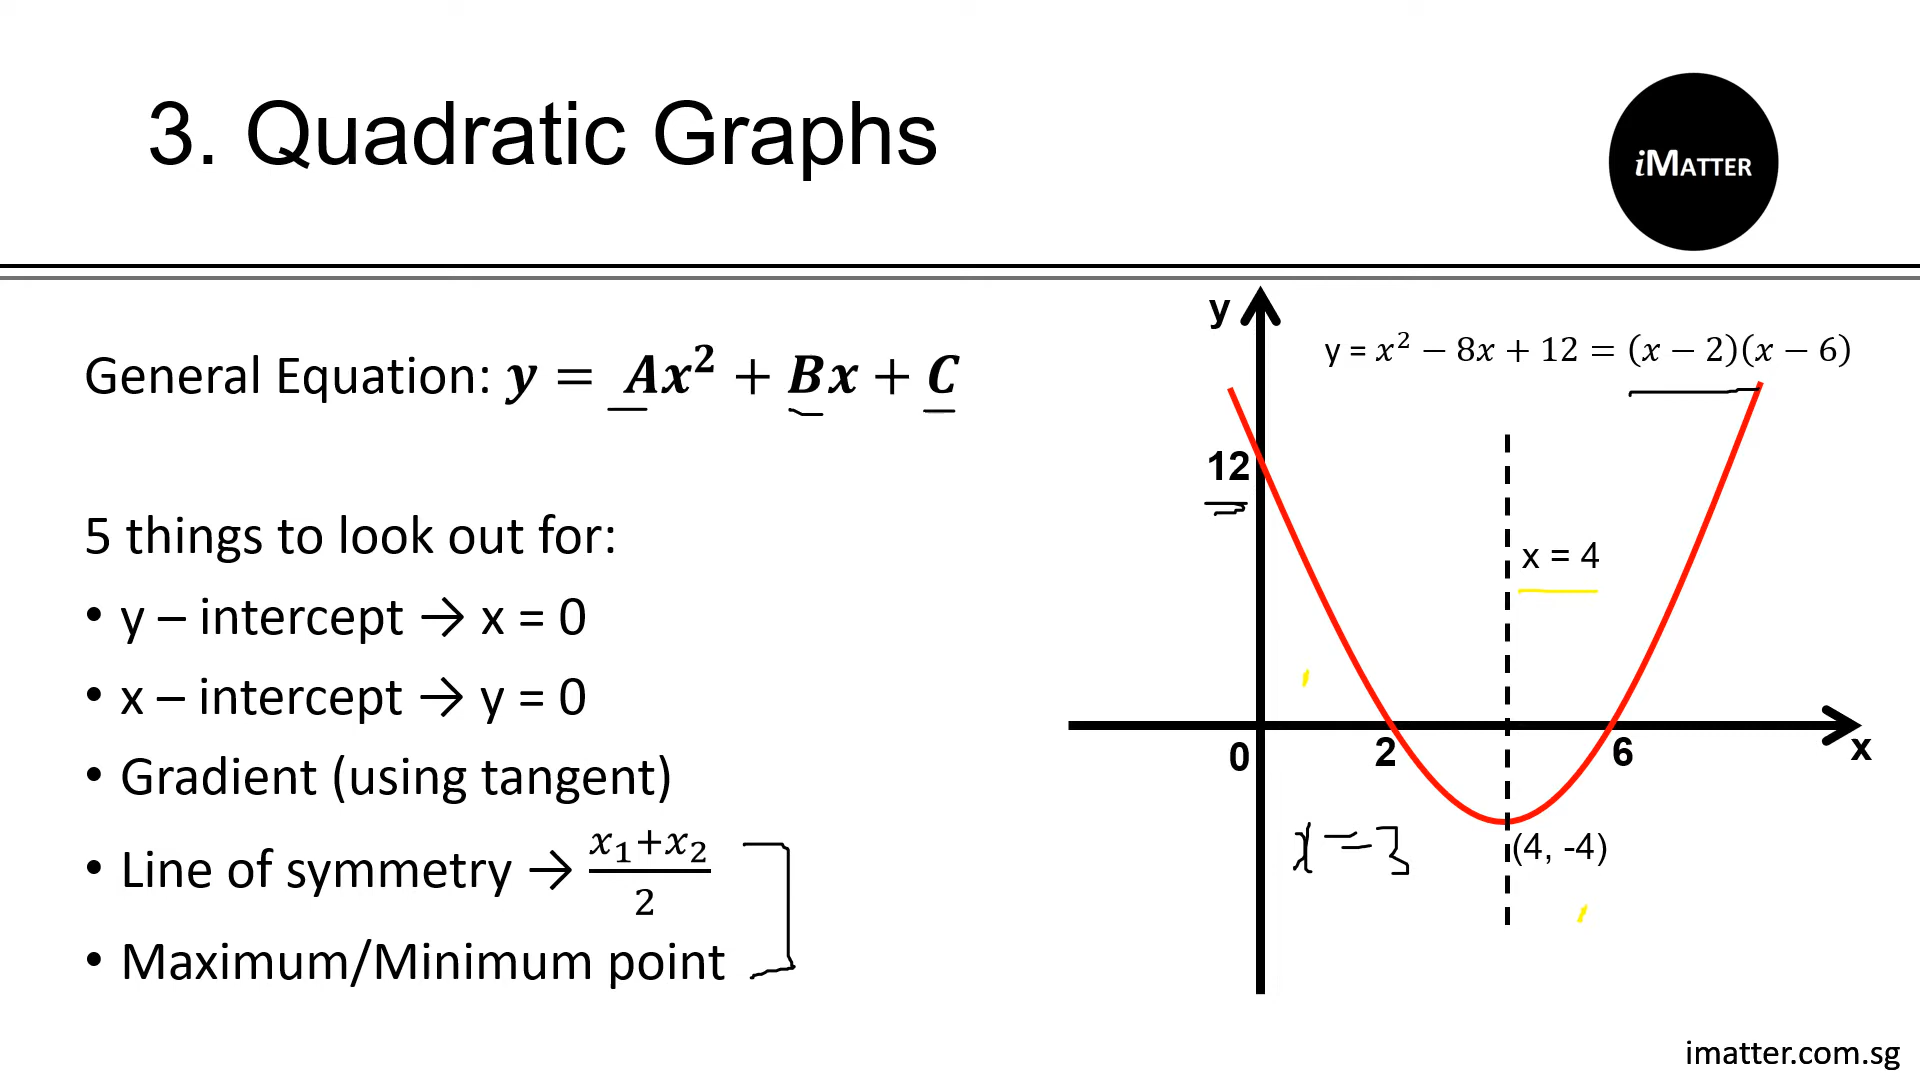 3. Quadratic Graphs
iMATTER
General Equation: y = Ax² + Bx + C
5 things to look out for:
• y – intercept → x = 0
• x – intercept → y = 0
• Gradient (using tangent)
• Line of symmetry → (x₁+x₂)/2
• Maximum/Minimum point
y
y = x² − 8x + 12 = (x − 2)(x − 6)
12
x = 4
0
2
6
x
x = 3
(4, -4)
imatter.com.sg